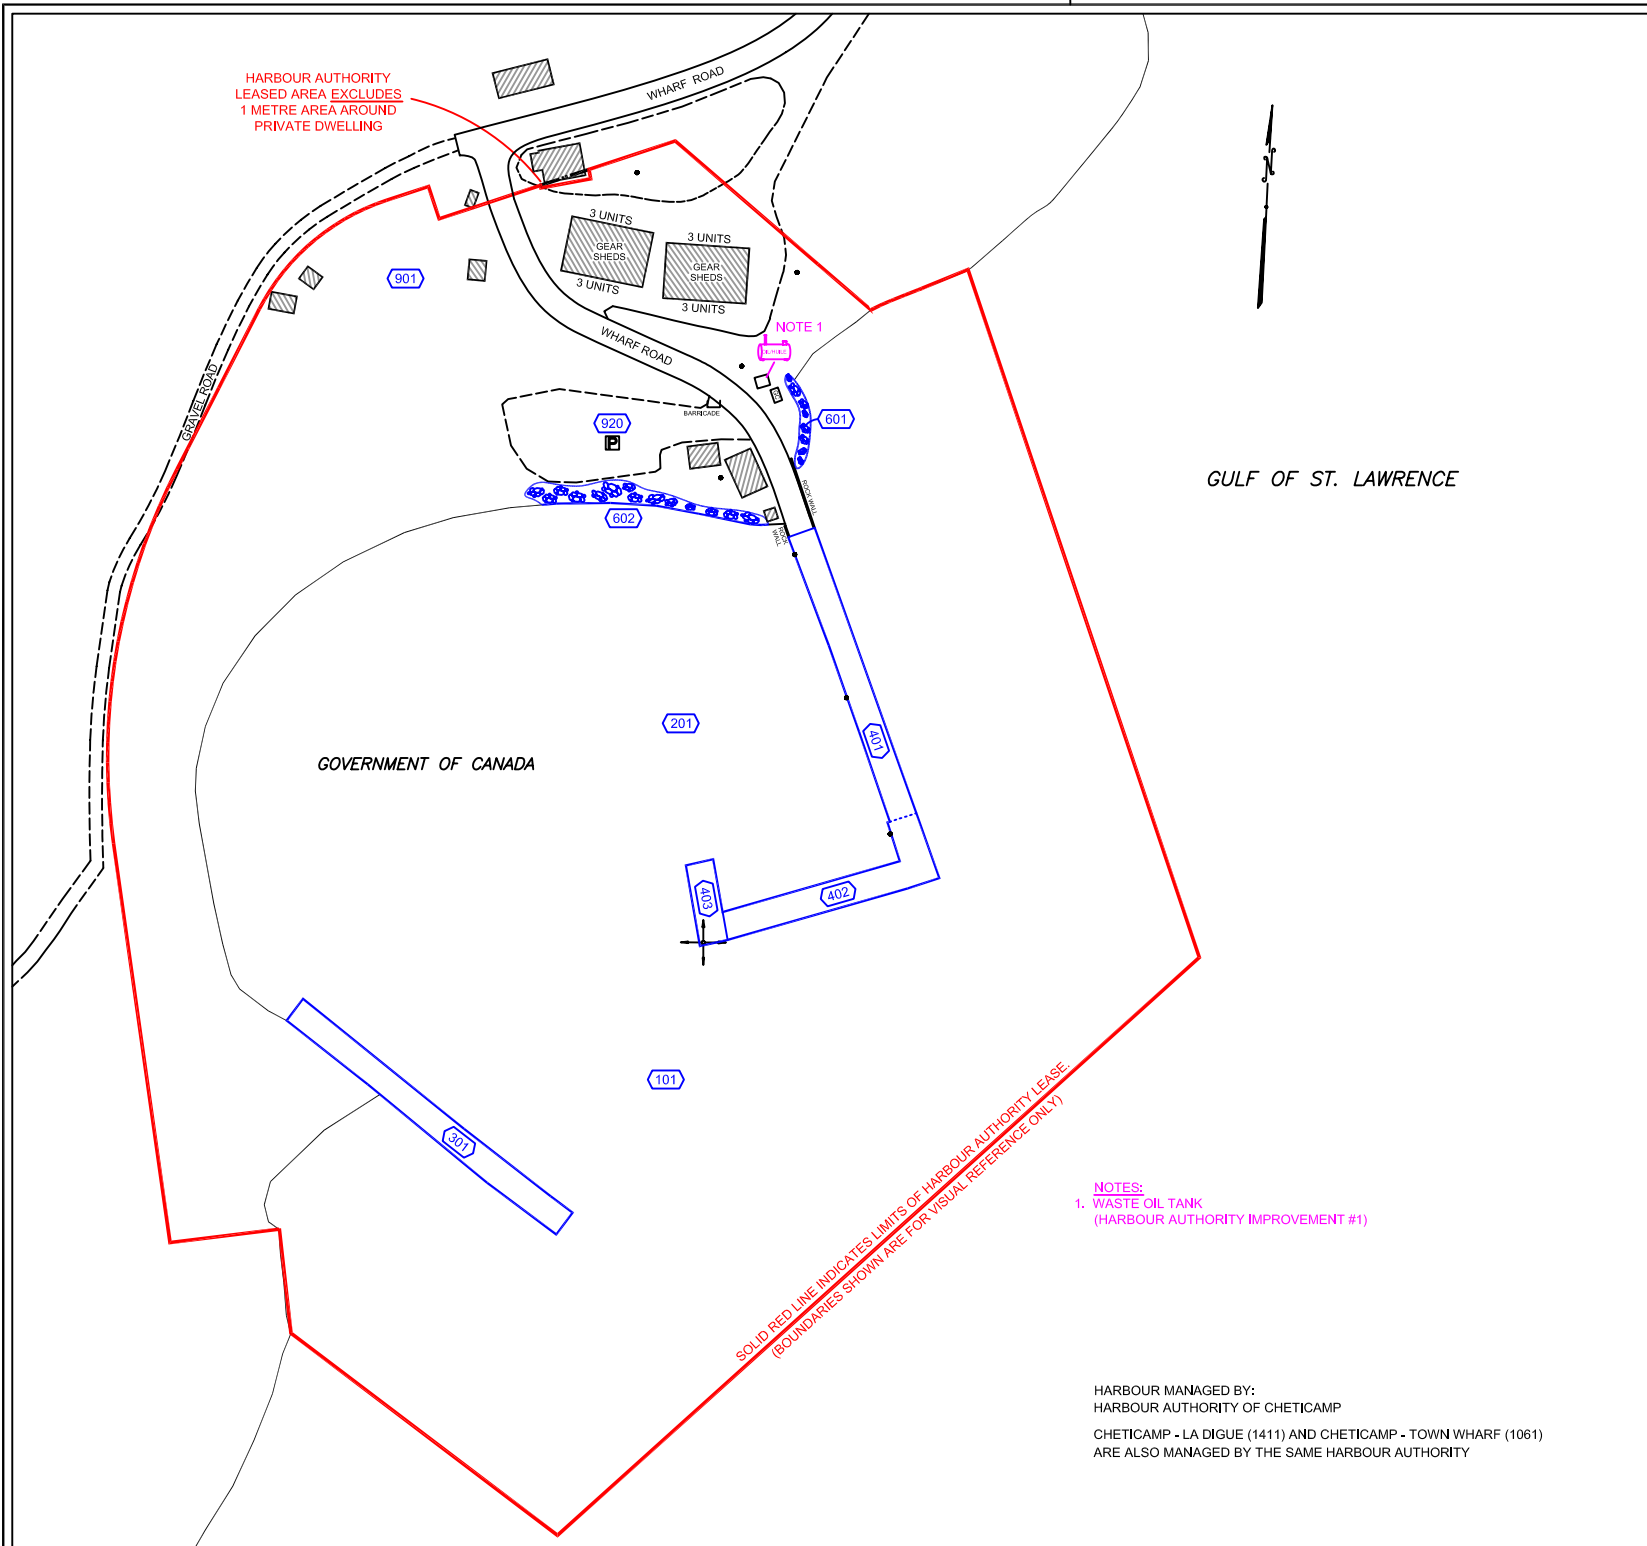 HARBOUR AUTHORITY
LEASED AREA EXCLUDES
1 METRE AREA AROUND
PRIVATE DWELLING
WHARF ROAD
N
3 UNITS
GEAR
SHEDS
3 UNITS
3 UNITS
GEAR
SHEDS
3 UNITS
901
WHARF ROAD
NOTE 1
OIL/HUILE
GRAVEL ROAD
BARRICADE
920
P
601
ROCK WALL
602
ROCK
WALL
GULF OF ST. LAWRENCE
201
401
GOVERNMENT OF CANADA
403
402
101
301
SOLID RED LINE INDICATES LIMITS OF HARBOUR AUTHORITY LEASE.
(BOUNDARIES SHOWN ARE FOR VISUAL REFERENCE ONLY)
NOTES:
1. WASTE OIL TANK
(HARBOUR AUTHORITY IMPROVEMENT #1)
HARBOUR MANAGED BY:
HARBOUR AUTHORITY OF CHETICAMP
CHETICAMP - LA DIGUE (1411) AND CHETICAMP - TOWN WHARF (1061)
ARE ALSO MANAGED BY THE SAME HARBOUR AUTHORITY